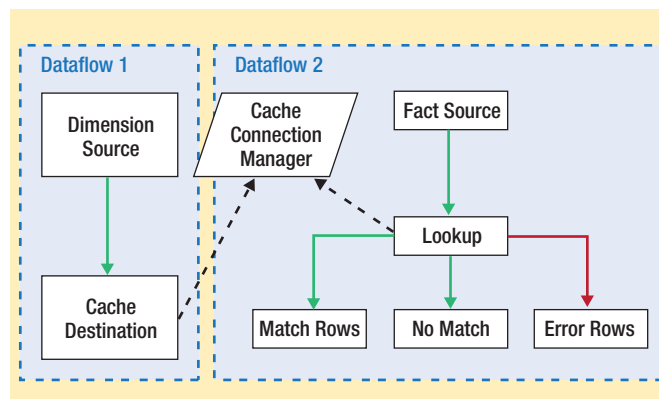 Dataflow 1
Dimension
Source
Cache
Destination
Dataflow 2
Cache
Connection
Manager
Fact Source
Lookup
Match Rows
No Match
Error Rows